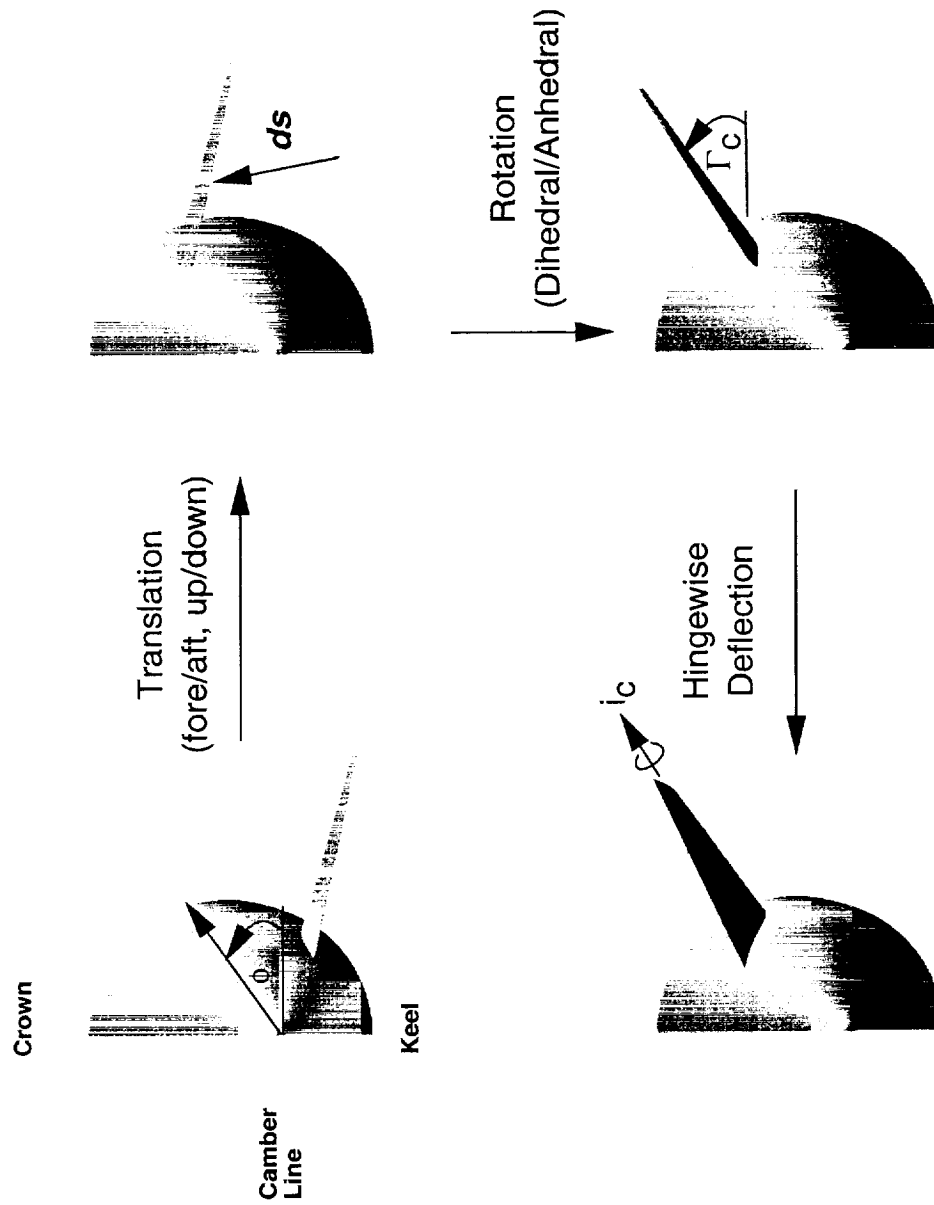 Crown
Camber
Line
Keel
ϕ
Translation
(fore/aft, up/down)
ds
Rotation
(Dihedral/Anhedral)
Γc
Hingewise
Deflection
ic